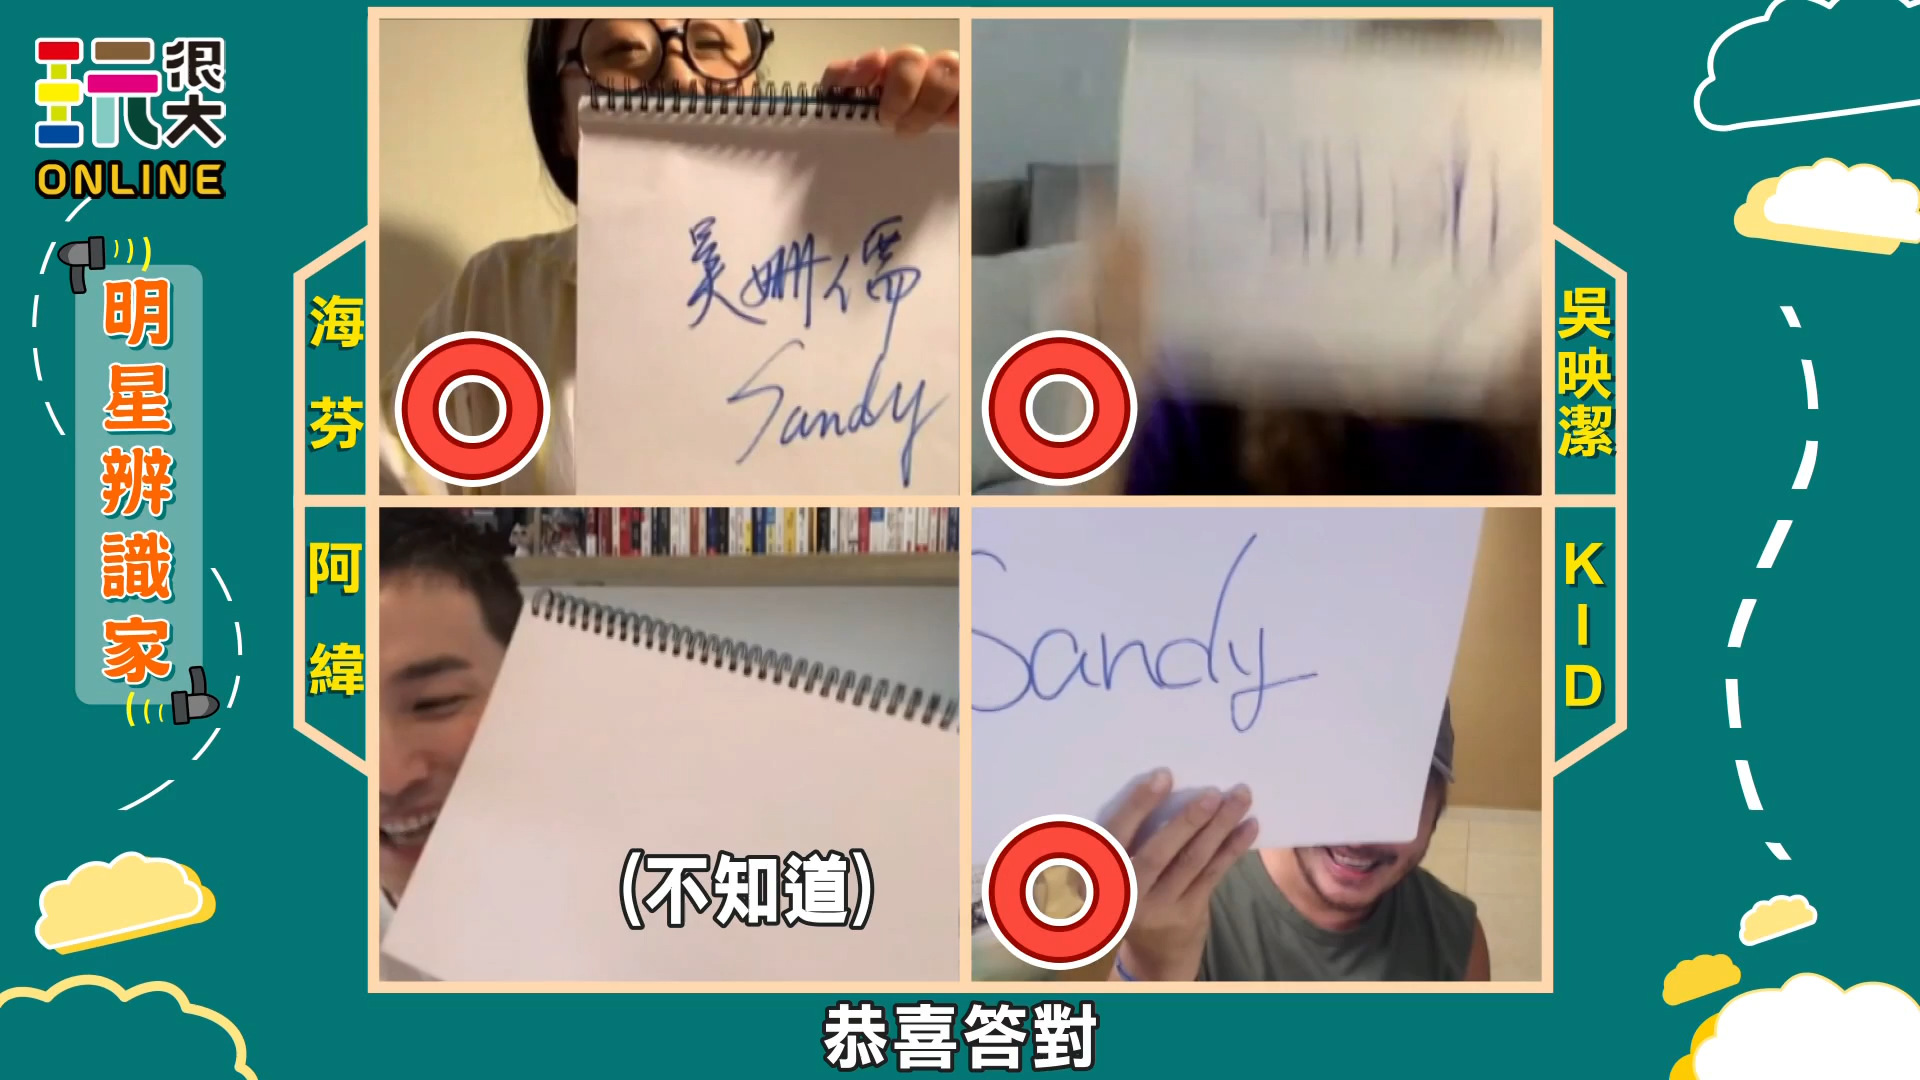 玩很大
ONLINE
明星辨識家
海芬
吳姍儒
Sandy
吳映潔
阿緯
(不知道)
Sandy
KID
恭喜答對